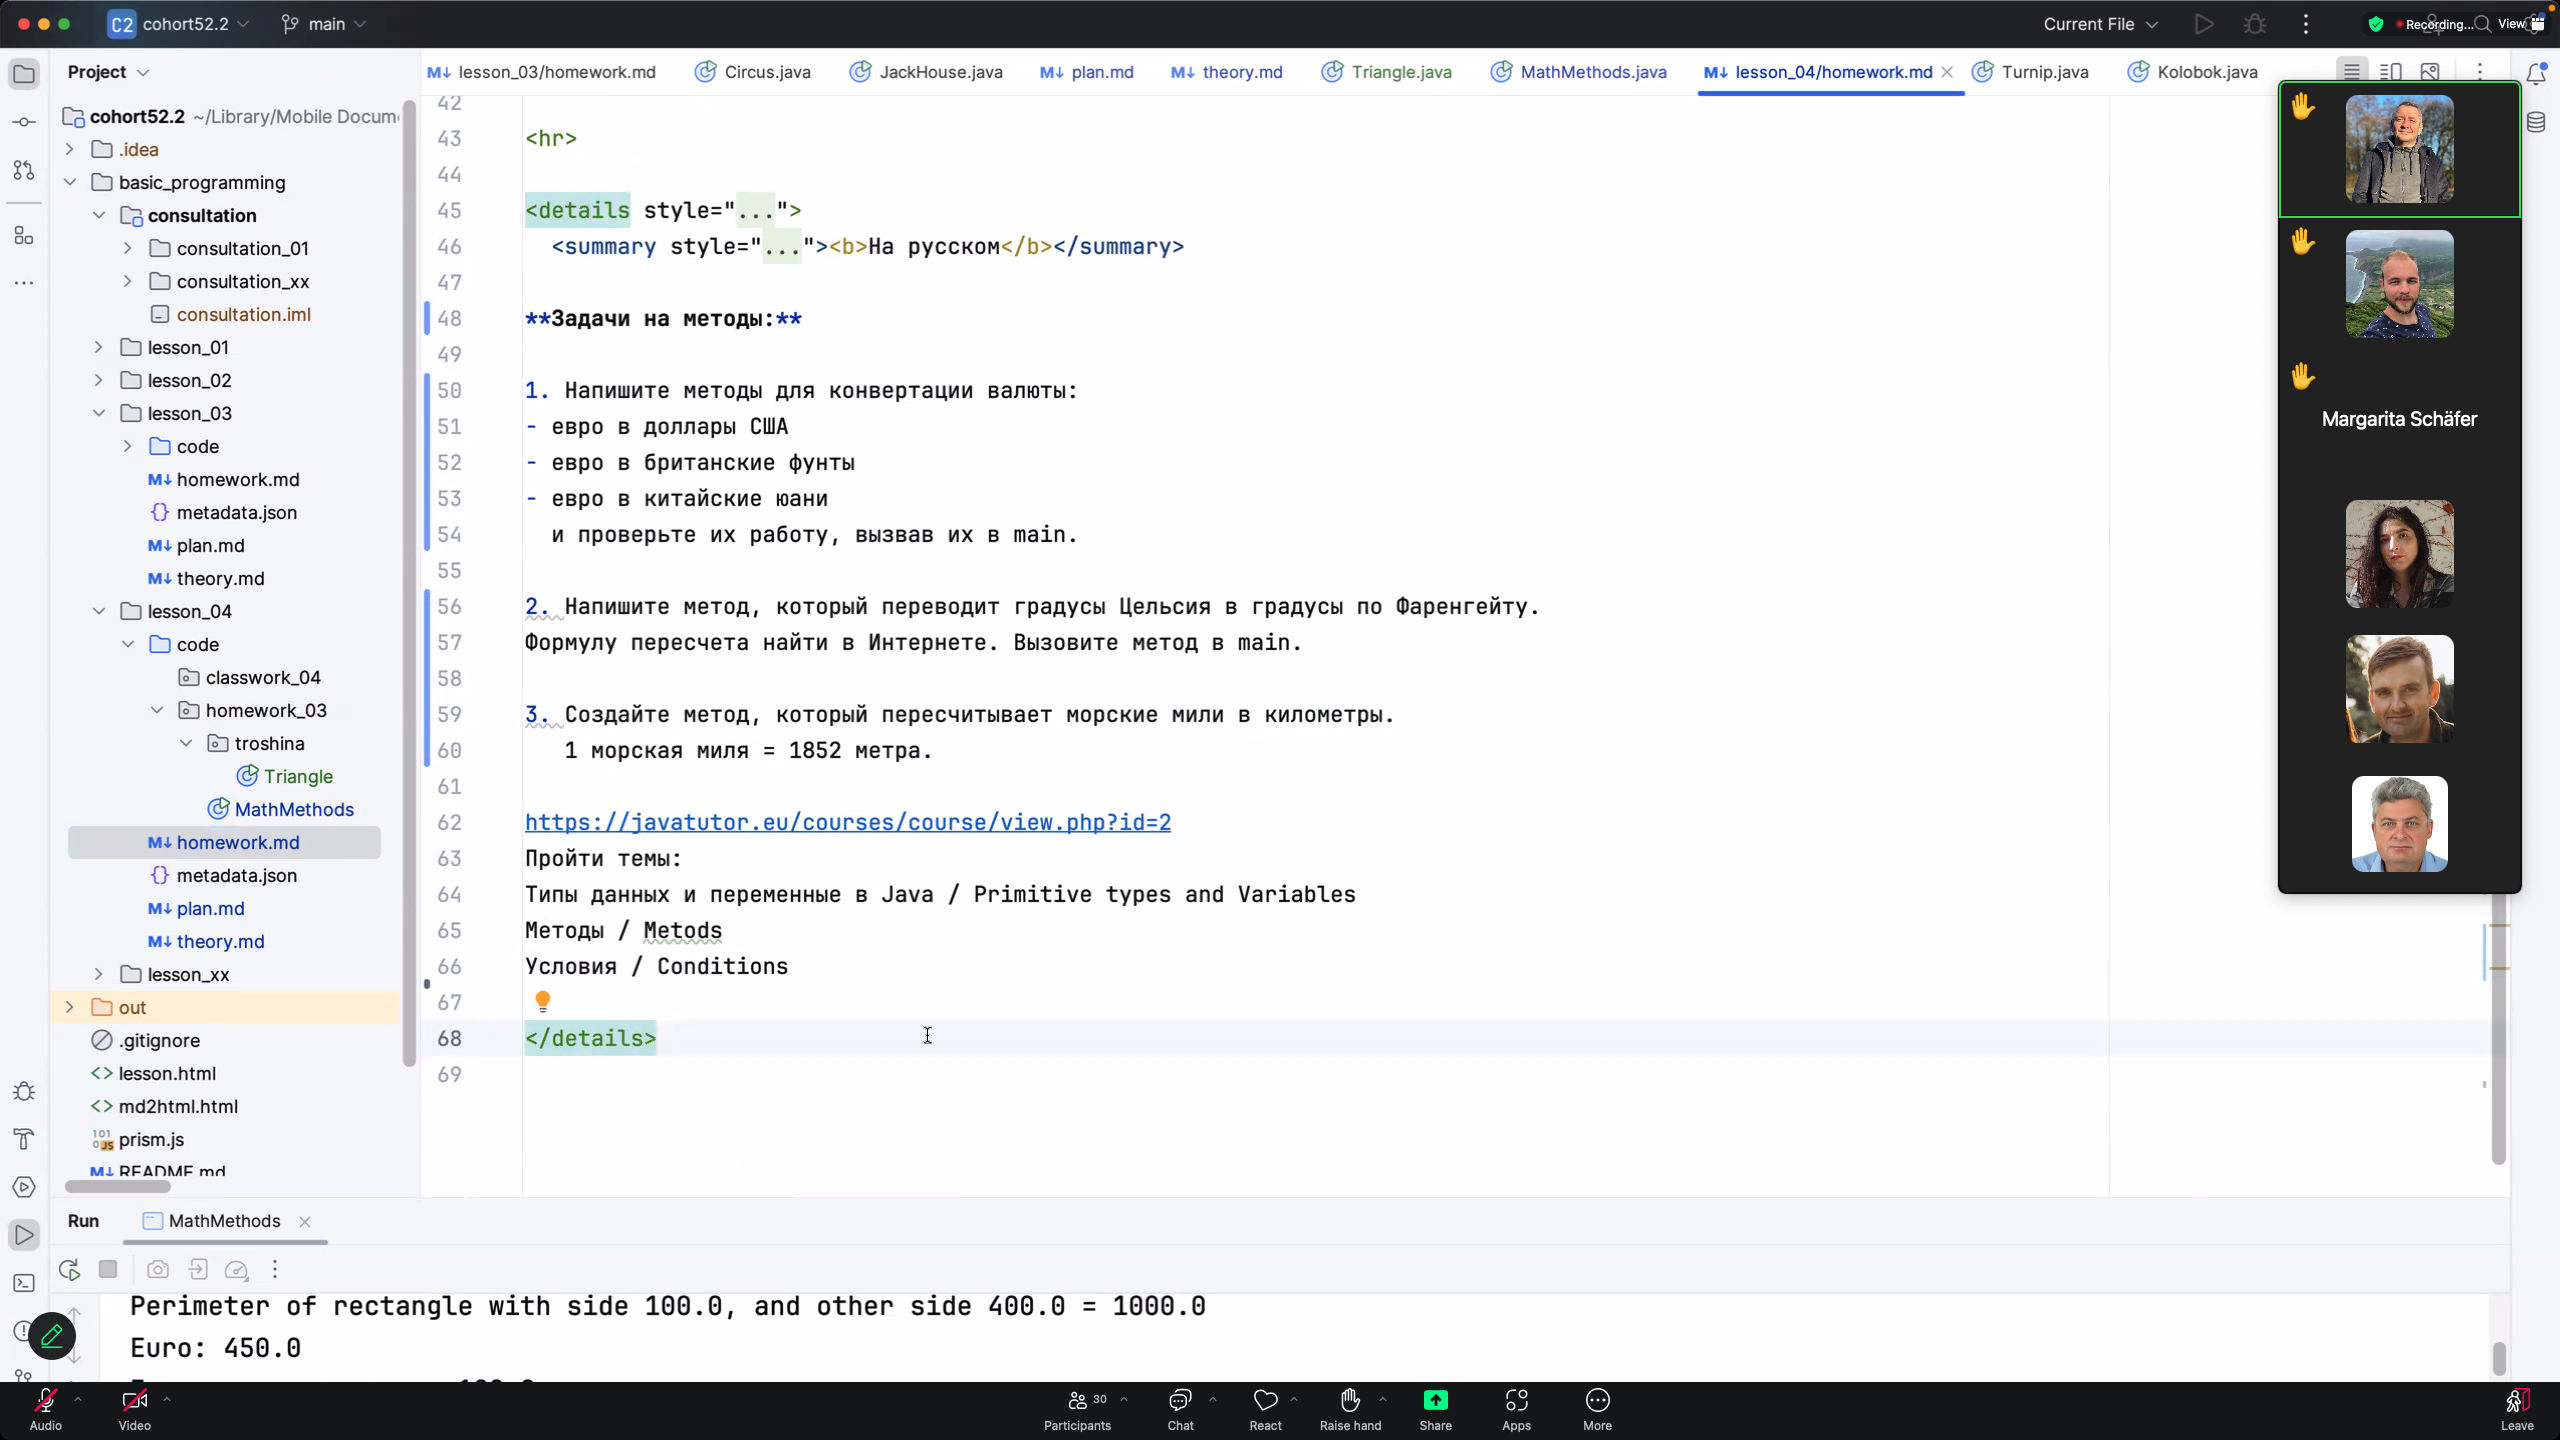 C2 cohort52.2 main Current File Recording... View
Project
lesson_03/homework.md Circus.java JackHouse.java plan.md theory.md Triangle.java MathMethods.java lesson_04/homework.md Turnip.java Kolobok.java
cohort52.2 ~/Library/Mobile Docum
.idea
basic_programming
consultation
consultation_01
consultation_xx
consultation.iml
lesson_01
lesson_02
lesson_03
code
homework.md
metadata.json
plan.md
theory.md
lesson_04
code
classwork_04
homework_03
troshina
Triangle
MathMethods
homework.md
metadata.json
plan.md
theory.md
lesson_xx
out
.gitignore
lesson.html
md2html.html
prism.js
README.md
42
43 <hr>
44
45 <details style="...">
46 <summary style="..."><b>На русском</b></summary>
47
48 **Задачи на методы:**
49
50 1. Напишите методы для конвертации валюты:
51 - евро в доллары США
52 - евро в британские фунты
53 - евро в китайские юани
54 и проверьте их работу, вызвав их в main.
55
56 2. Напишите метод, который переводит градусы Цельсия в градусы по Фаренгейту.
57 Формулу пересчета найти в Интернете. Вызовите метод в main.
58
59 3. Создайте метод, который пересчитывает морские мили в километры.
60 1 морская миля = 1852 метра.
61
62 https://javatutor.eu/courses/course/view.php?id=2
63 Пройти темы:
64 Типы данных и переменные в Java / Primitive types and Variables
65 Методы / Metods
66 Условия / Conditions
67
68 </details>
69
Margarita Schäfer
Run MathMethods
Perimeter of rectangle with side 100.0, and other side 400.0 = 1000.0
Euro: 450.0
Audio Video Participants 30 Chat React Raise hand Share Apps More Leave